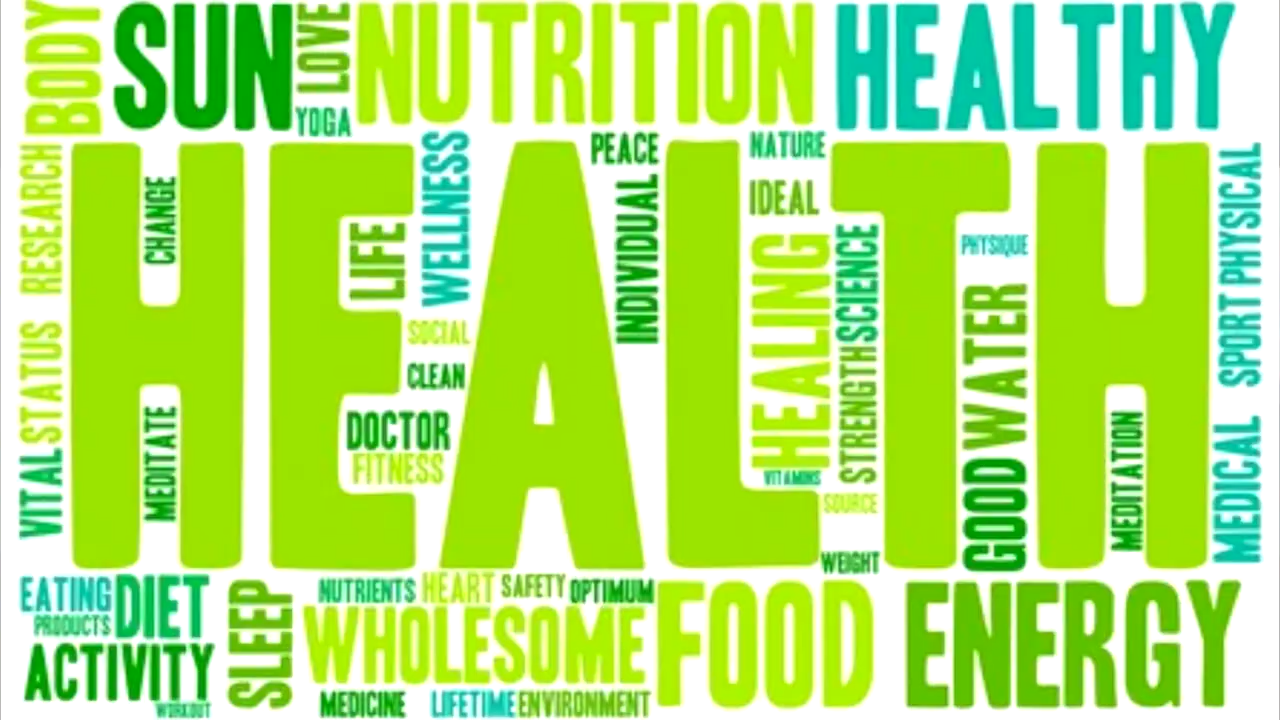 BODY
SUN
LOVE
YOGA
NUTRITION
HEALTHY
RESEARCH
STATUS
VITAL
HEALTH
CHANGE
MEDITATE
LIFE
WELLNESS
SOCIAL
CLEAN
DOCTOR
FITNESS
PEACE
INDIVIDUAL
NATURE
IDEAL
HEALING
SCIENCE
STRENGTH
VITAMINS
SOURCE
WEIGHT
PHYSIQUE
WATER
GOOD
MEDITATION
PHYSICAL
SPORT
MEDICAL
EATING
PRODUCTS
DIET
ACTIVITY
WORKOUT
SLEEP
NUTRIENTS
HEART
SAFETY
OPTIMUM
WHOLESOME
MEDICINE
LIFETIME
ENVIRONMENT
FOOD
ENERGY